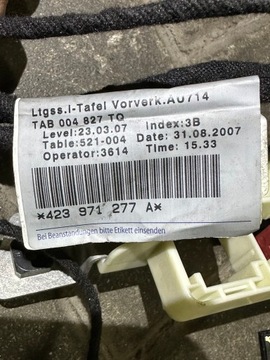 Ltgss.I-Tafel Vorverk.AU714
TAB 004 827 TQ
Level:23.03.07 Index:3B
Table:521-004 Date: 31.08.2007
Operator:3614 Time: 15.33
*423 971 277 A*
Bei Beanstandungen bitte Etikett einsenden